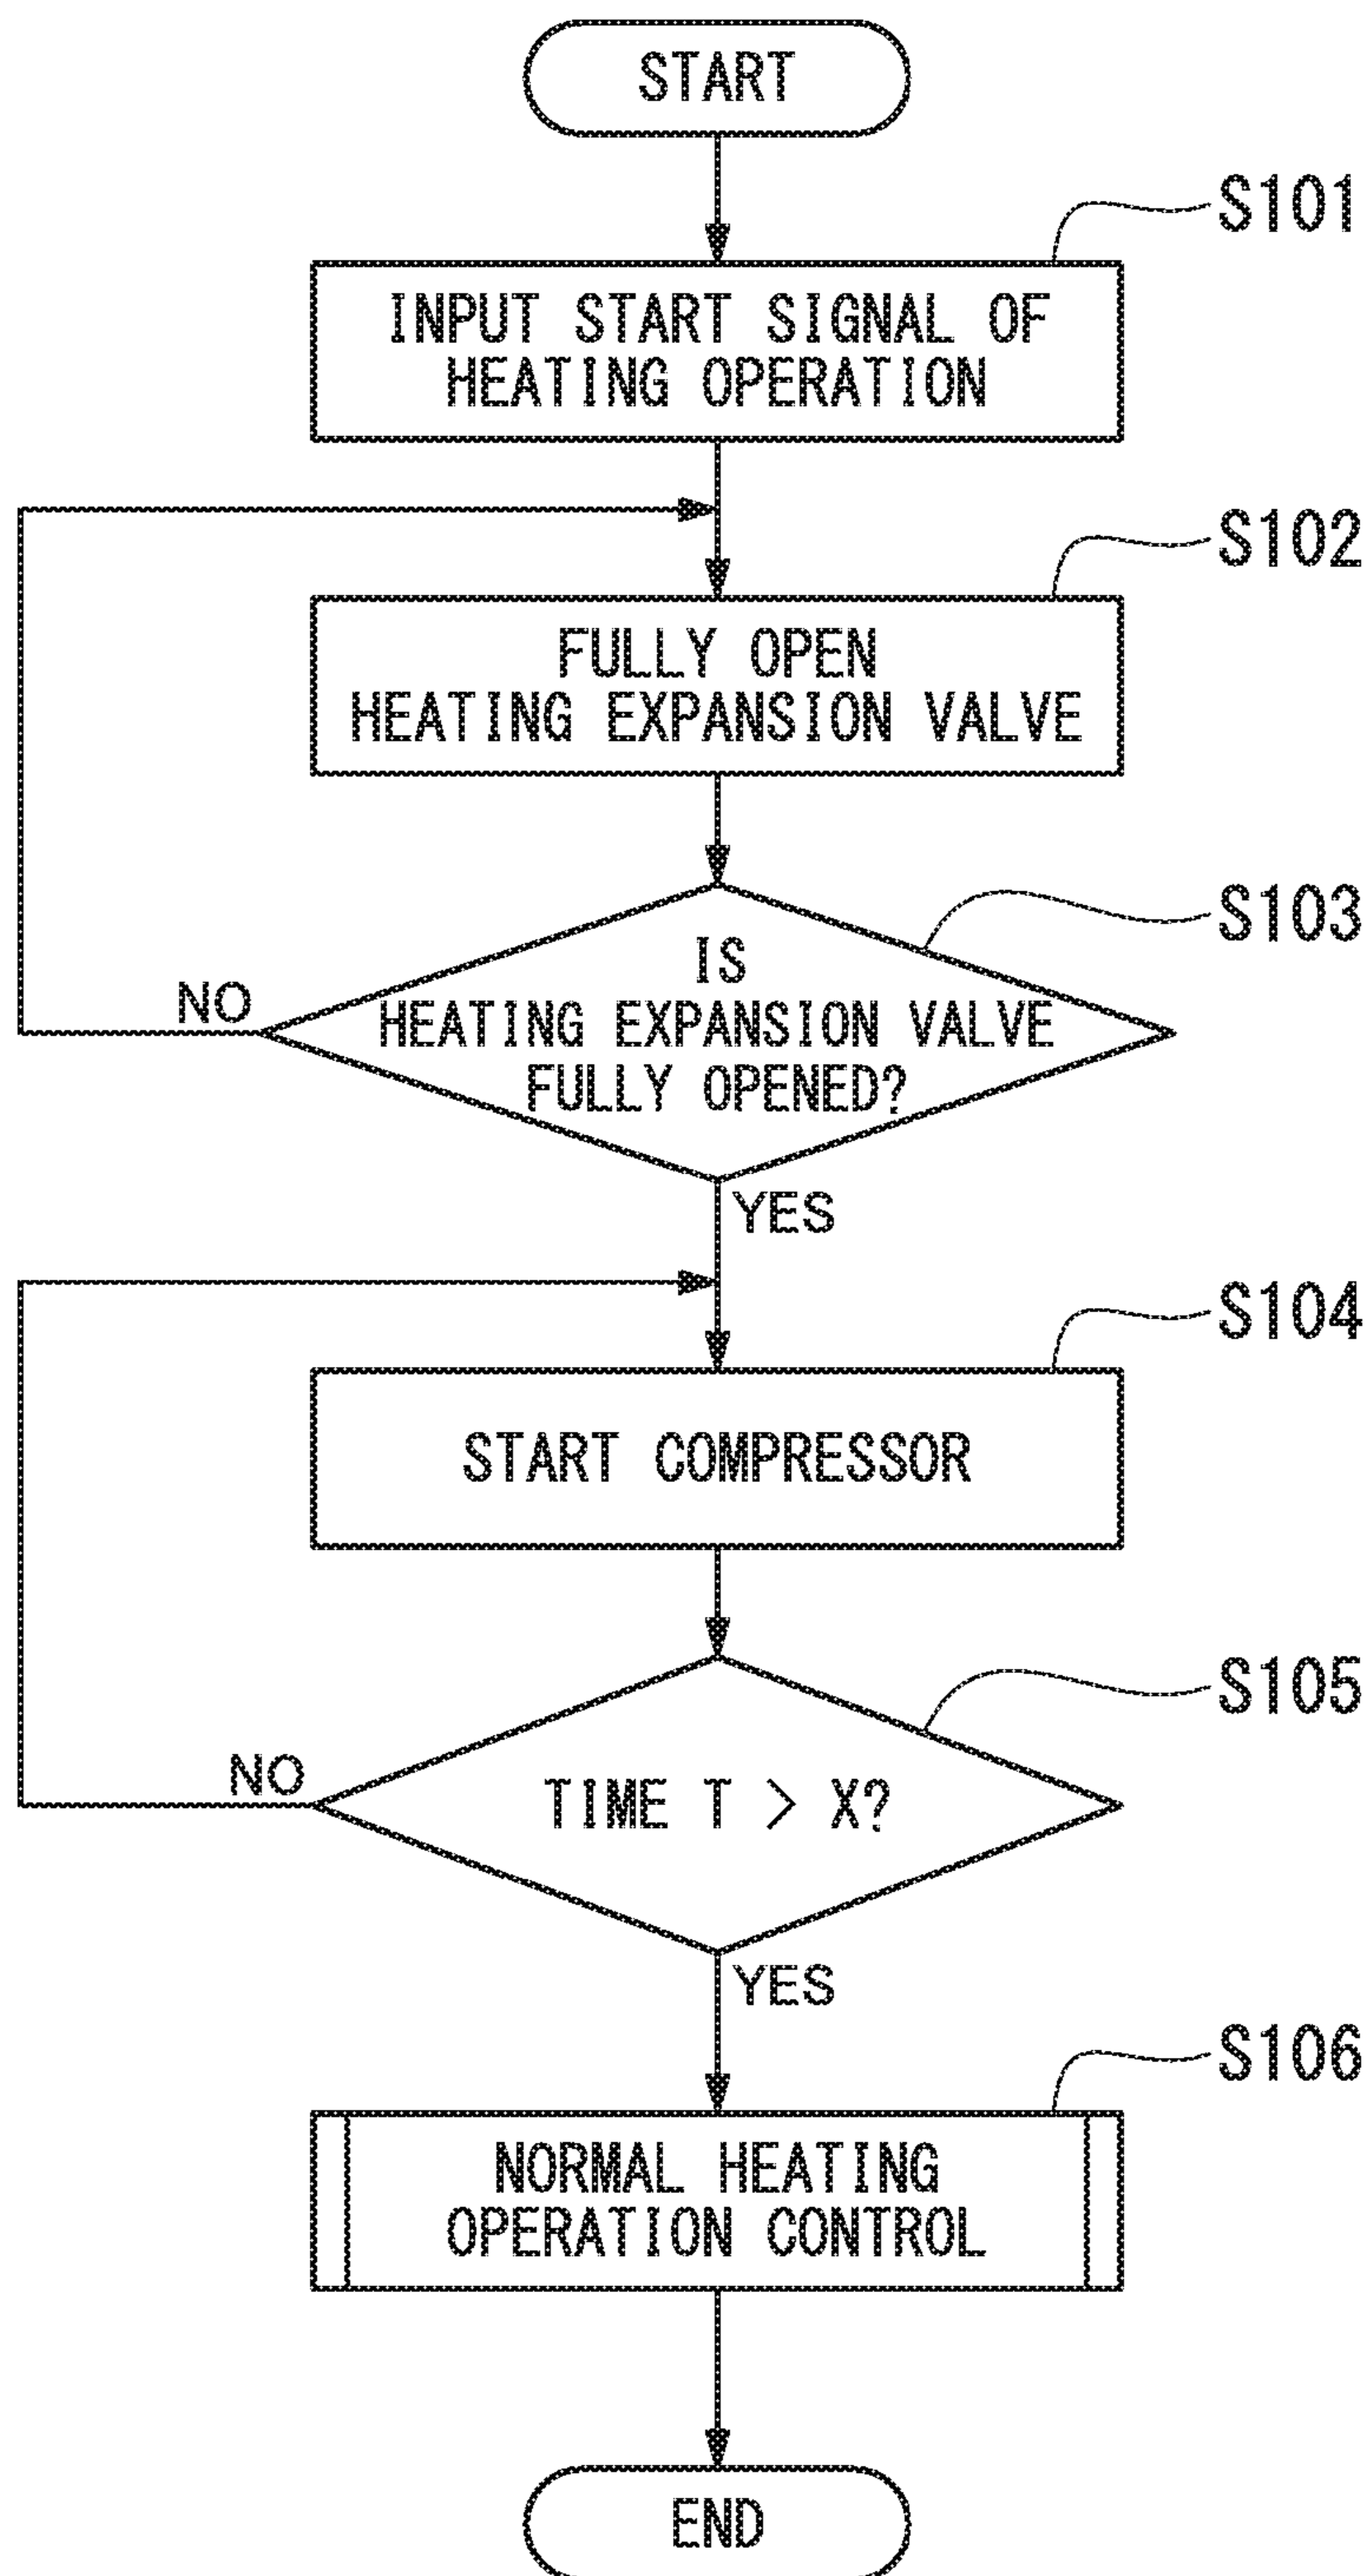 START
S101
INPUT START SIGNAL OF
HEATING OPERATION
S102
FULLY OPEN
HEATING EXPANSION VALVE
S103
IS
HEATING EXPANSION VALVE
FULLY OPENED?
NO
YES
S104
START COMPRESSOR
S105
TIME T > X?
NO
YES
S106
NORMAL HEATING
OPERATION CONTROL
END